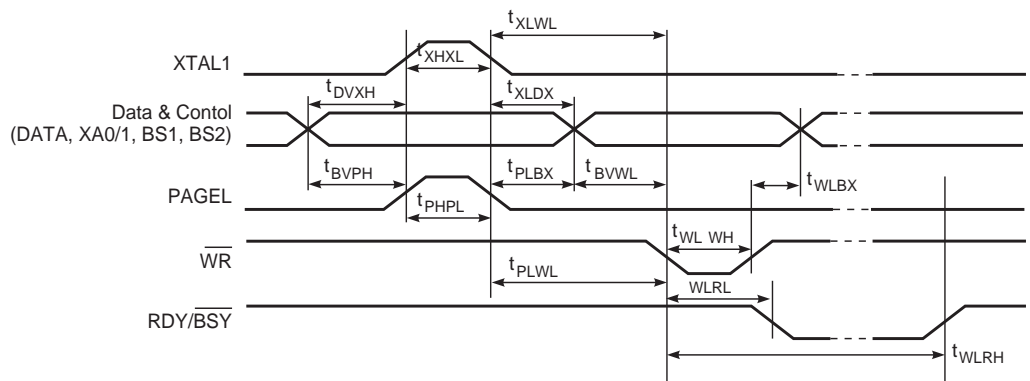 tXLWL
XTAL1
tXHXL
tDVXH
tXLDX
Data & Contol
(DATA, XA0/1, BS1, BS2)
tBVPH
tPLBX
tBVWL
tWLBX
PAGEL
tPHPL
tWL WH
WR
tPLWL
WLRL
RDY/BSY
tWLRH